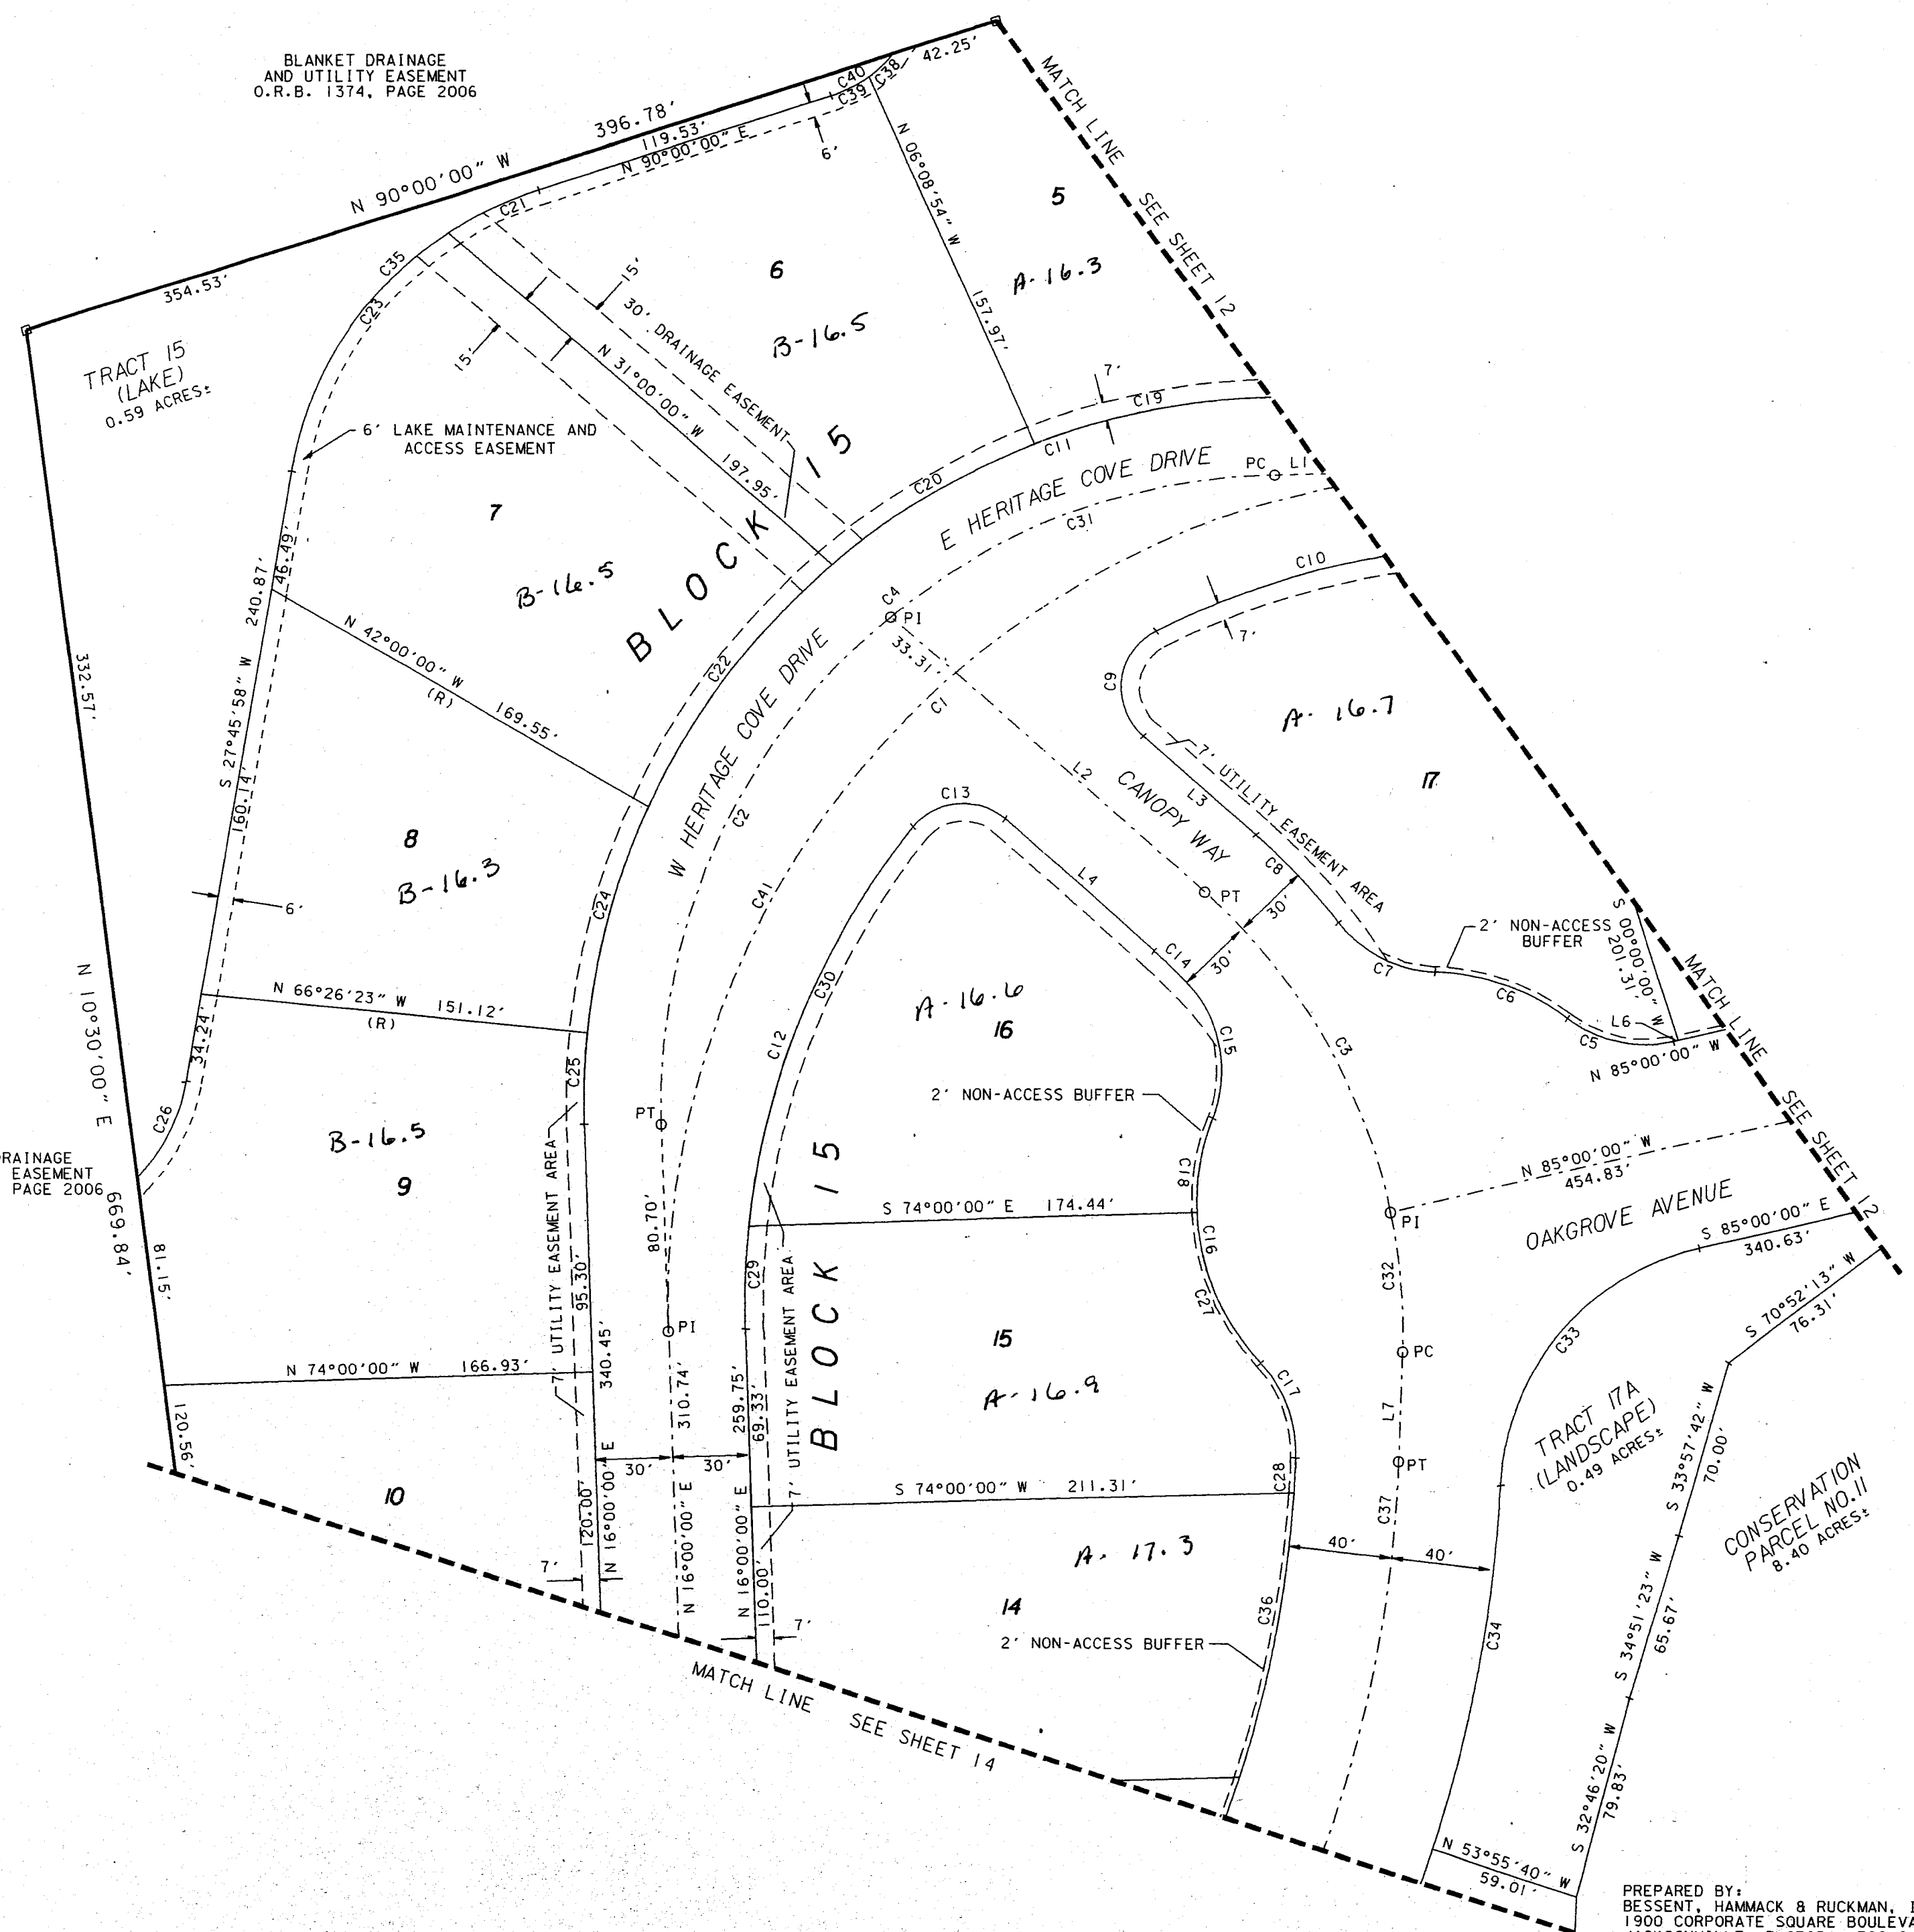 BLANKET DRAINAGE
AND UTILITY EASEMENT
O.R.B. 1374, PAGE 2006
N 90°00'00" W
396.78'
42.25'
354.53'
C40
C38
C39
119.53'
N 90°00'00" E
6'
C21
C35
C23
MATCH LINE SEE SHEET 12
N 06°08'54" W
157.97'
5
A-16.3
6
B-16.5
15'
30' DRAINAGE EASEMENT
15'
N 31°00'00" W
197.95'
TRACT 15
(LAKE)
0.59 ACRES±
6' LAKE MAINTENANCE AND
ACCESS EASEMENT
7'
C19
C11
C20
E HERITAGE COVE DRIVE
PC
L1
C31
7
B-16.5
BLOCK 15
C4
PI
33.31'
C1
C10
7'
C9
332.57'
S 27°45'58" W 240.87'
46.49'
N 42°00'00" W
(R)
169.55'
C22
W HERITAGE COVE DRIVE
C2
L2
CANOPY WAY
L3
7' UTILITY EASEMENT AREA
A-16.7
17
160.14'
8
B-16.3
6'
C24
C41
C13
L4
C8
PT
30'
30'
C14
2' NON-ACCESS
BUFFER
S 00°00'00" W
201.31'
MATCH LINE SEE SHEET 12
C7
C6
C5
L6
N 85°00'00" W
N 66°26'23" W 151.12'
(R)
34.24'
C25
C26
C30
C12
A-16.6
16
C15
C3
2' NON-ACCESS BUFFER
N 10°30'00" E 669.84'
RAINAGE
EASEMENT
PAGE 2006
B-16.5
9
PT
7' UTILITY EASEMENT AREA
80.70'
BLOCK 15
C18
S 74°00'00" E 174.44'
N 85°00'00" W
454.83'
PI
OAKGROVE AVENUE
S 85°00'00" E
340.63'
81.15'
95.30'
C29
7' UTILITY EASEMENT AREA
C16
C27
C32
S 70°52'13" W
76.31'
PI
15
A-16.9
PC
C33
N 74°00'00" W 166.93'
340.45'
310.74'
259.75'
69.33'
C17
L7
TRACT 17A
(LANDSCAPE)
0.49 ACRES±
S 33°57'42" W
70.00'
120.56'
30'
30'
C28
PT
S 74°00'00" W 211.31'
CONSERVATION
PARCEL NO.11
8.40 ACRES±
10
120.00'
N 16°00'00" E
N 16°00'00" E
N 16°00'00" E
110.00'
C37
40'
40'
A-17.3
14
7'
7'
C36
C34
S 34°51'23" W
65.67'
2' NON-ACCESS BUFFER
MATCH LINE SEE SHEET 14
S 32°46'20" W
79.83'
N 53°55'40" W
59.01'
PREPARED BY:
BESSENT, HAMMACK & RUCKMAN, I
1900 CORPORATE SQUARE BOULEVA